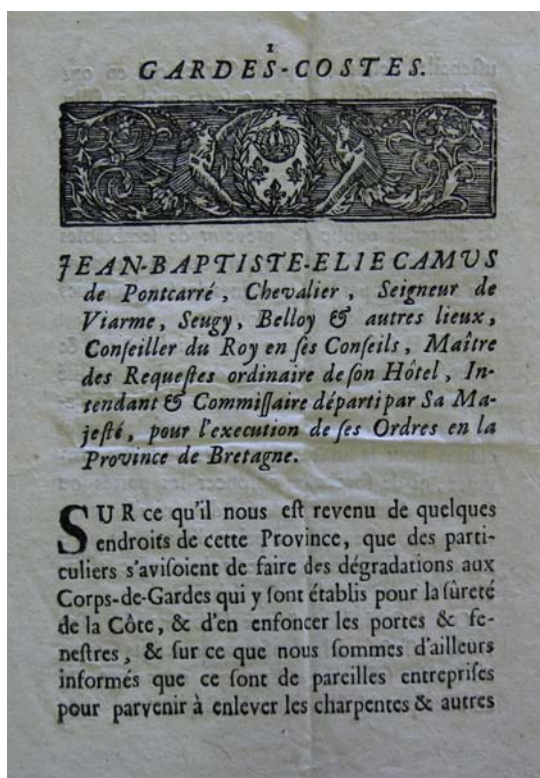 1
GARDES-COSTES.
JEAN-BAPTISTE-ELIE CAMUS
de Pontcarré, Chevalier, Seigneur de
Viarme, Seugy, Belloy & autres lieux,
Conſeiller du Roy en ſes Conſeils, Maître
des Requeſtes ordinaire de ſon Hôtel, In-
tendant & Commiſſaire départi par Sa Ma-
jeſté, pour l'execution de ſes Ordres en la
Province de Bretagne.
SUR ce qu'il nous eſt revenu de quelques
endroits de cette Province, que des parti-
culiers s'aviſoient de faire des dégradations aux
Corps-de-Gardes qui y ſont établis pour la ſûreté
de la Côte, & d'en enfoncer les portes & fe-
neſtres, & ſur ce que nous ſommes d'ailleurs
informés que ce ſont de pareilles entrepriſes
pour parvenir à enlever les charpentes & autres